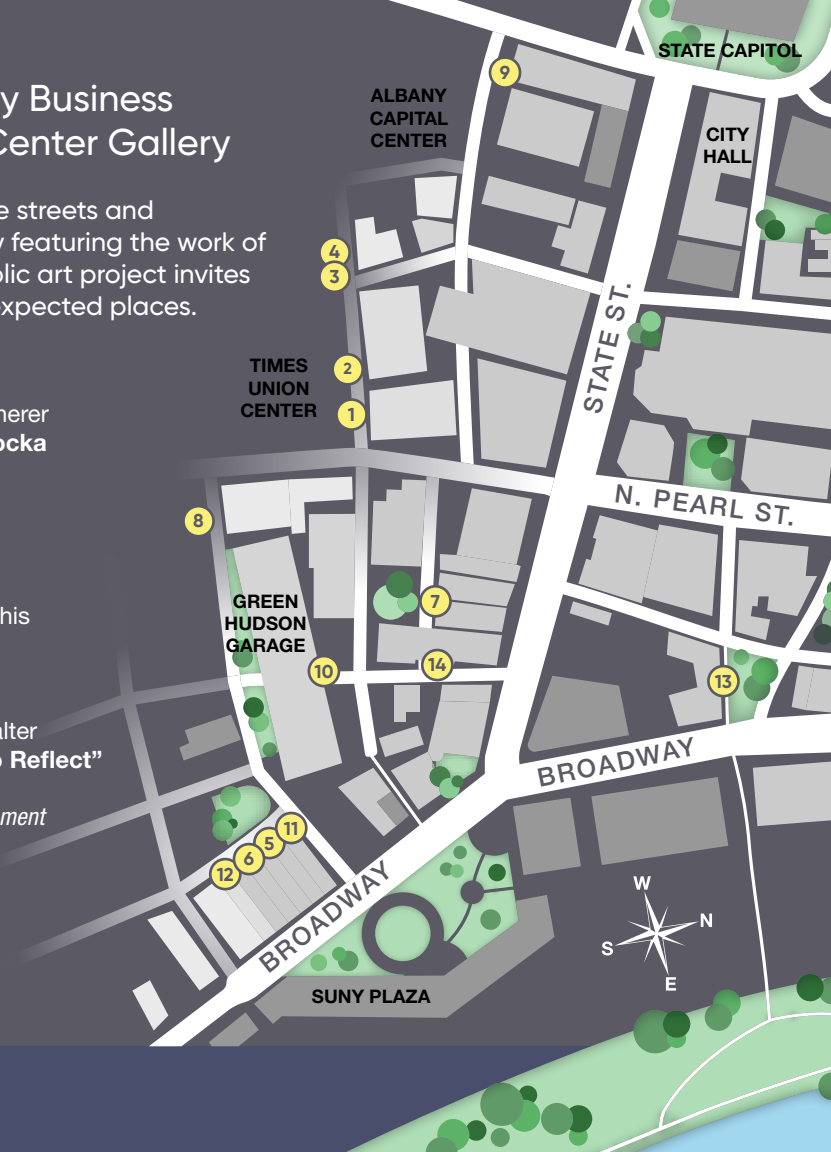 y Business
Center Gallery
e streets and
y featuring the work of
blic art project invites
expected places.
nerer
ocka
his
alter
Reflect”
ment
STATE CAPITOL
9
ALBANY
CAPITAL
CENTER
CITY
HALL
4
3
STATE ST.
TIMES
UNION
CENTER
2
1
N. PEARL ST.
8
GREEN
HUDSON
GARAGE
7
14
10
13
BROADWAY
11
5
6
12
BROADWAY
SUNY PLAZA
W
N
S
E